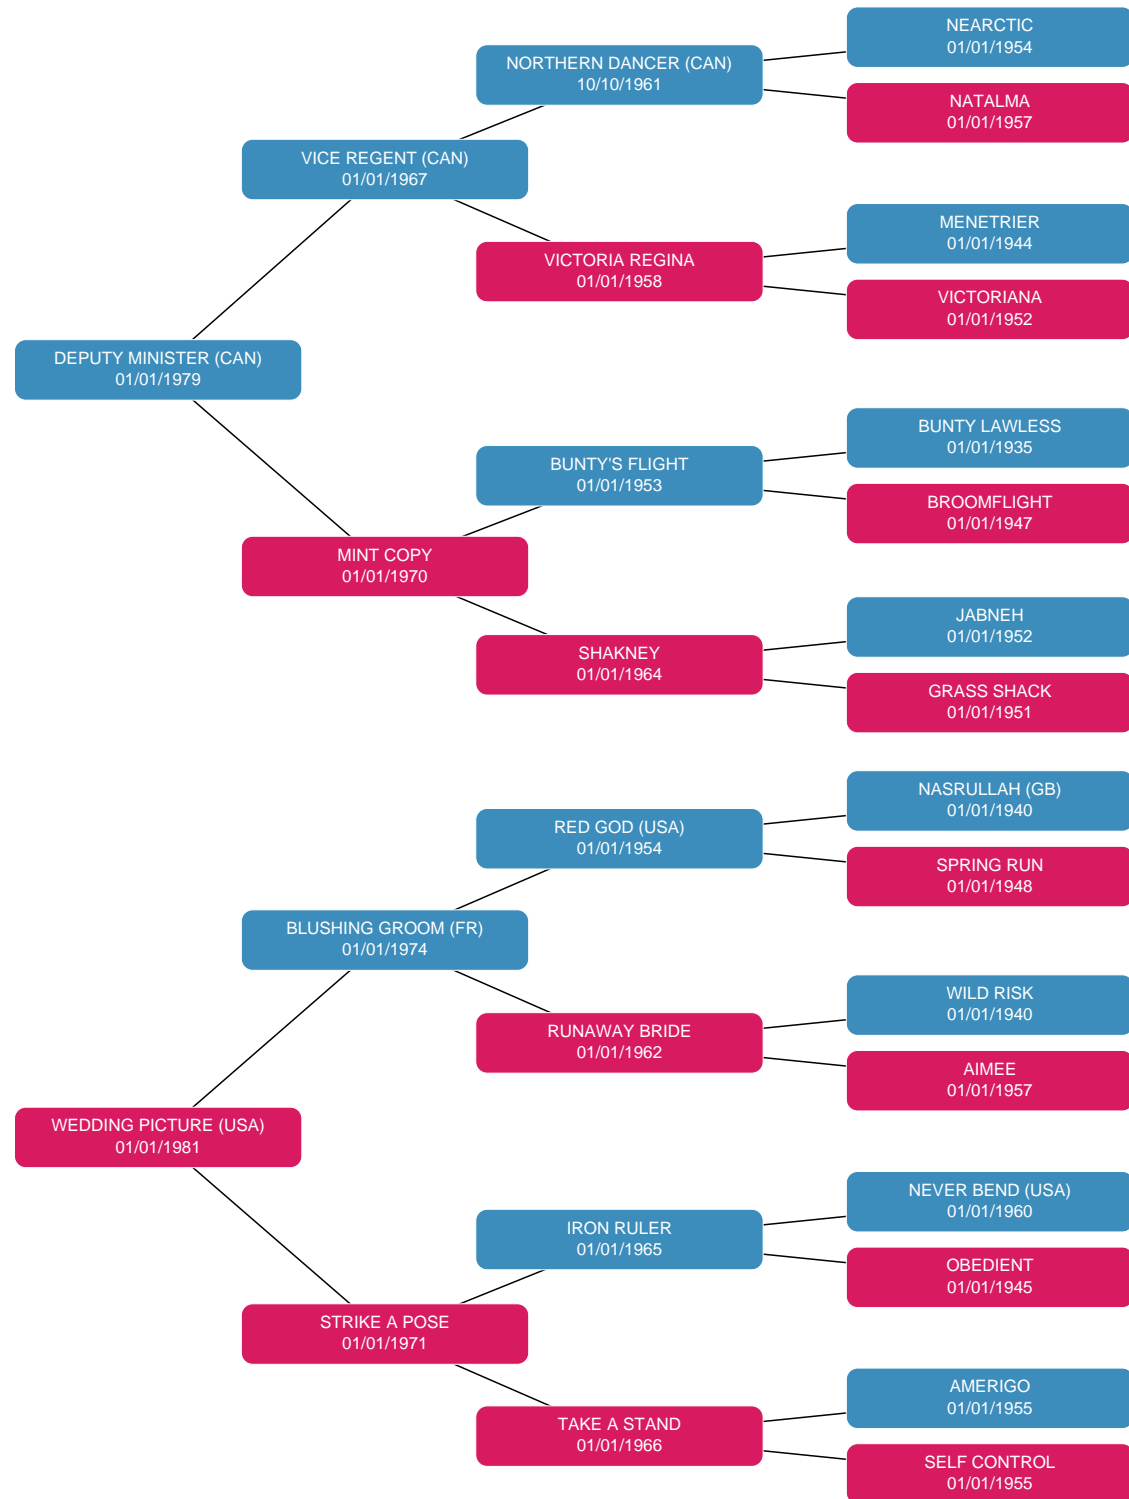 NEARCTIC
01/01/1954
NORTHERN DANCER (CAN)
10/10/1961
NATALMA
01/01/1957
VICE REGENT (CAN)
01/01/1967
MENETRIER
01/01/1944
VICTORIA REGINA
01/01/1958
VICTORIANA
01/01/1952
DEPUTY MINISTER (CAN)
01/01/1979
BUNTY LAWLESS
01/01/1935
BUNTY'S FLIGHT
01/01/1953
BROOMFLIGHT
01/01/1947
MINT COPY
01/01/1970
JABNEH
01/01/1952
SHAKNEY
01/01/1964
GRASS SHACK
01/01/1951
NASRULLAH (GB)
01/01/1940
RED GOD (USA)
01/01/1954
SPRING RUN
01/01/1948
BLUSHING GROOM (FR)
01/01/1974
WILD RISK
01/01/1940
RUNAWAY BRIDE
01/01/1962
AIMEE
01/01/1957
WEDDING PICTURE (USA)
01/01/1981
NEVER BEND (USA)
01/01/1960
IRON RULER
01/01/1965
OBEDIENT
01/01/1945
STRIKE A POSE
01/01/1971
AMERIGO
01/01/1955
TAKE A STAND
01/01/1966
SELF CONTROL
01/01/1955